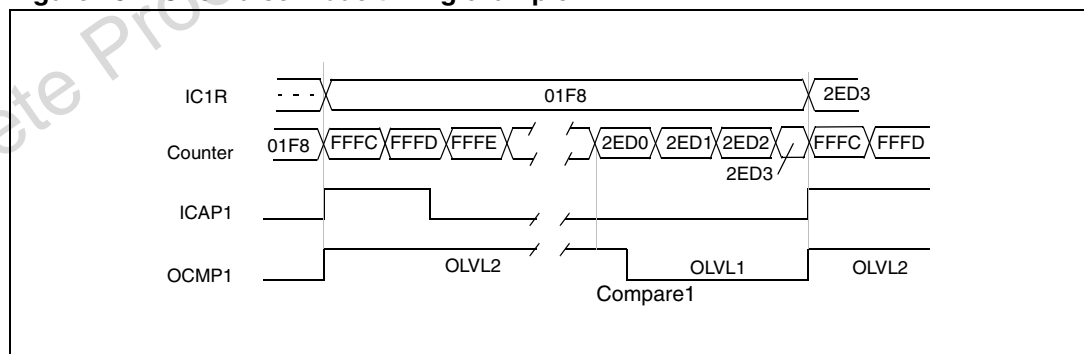 IC1R - - - 01F8 2ED3
Counter 01F8 FFFC FFFD FFFE 2ED0 2ED1 2ED2 FFFC FFFD
2ED3
ICAP1
OCMP1 OLVL2 OLVL1 OLVL2
Compare1